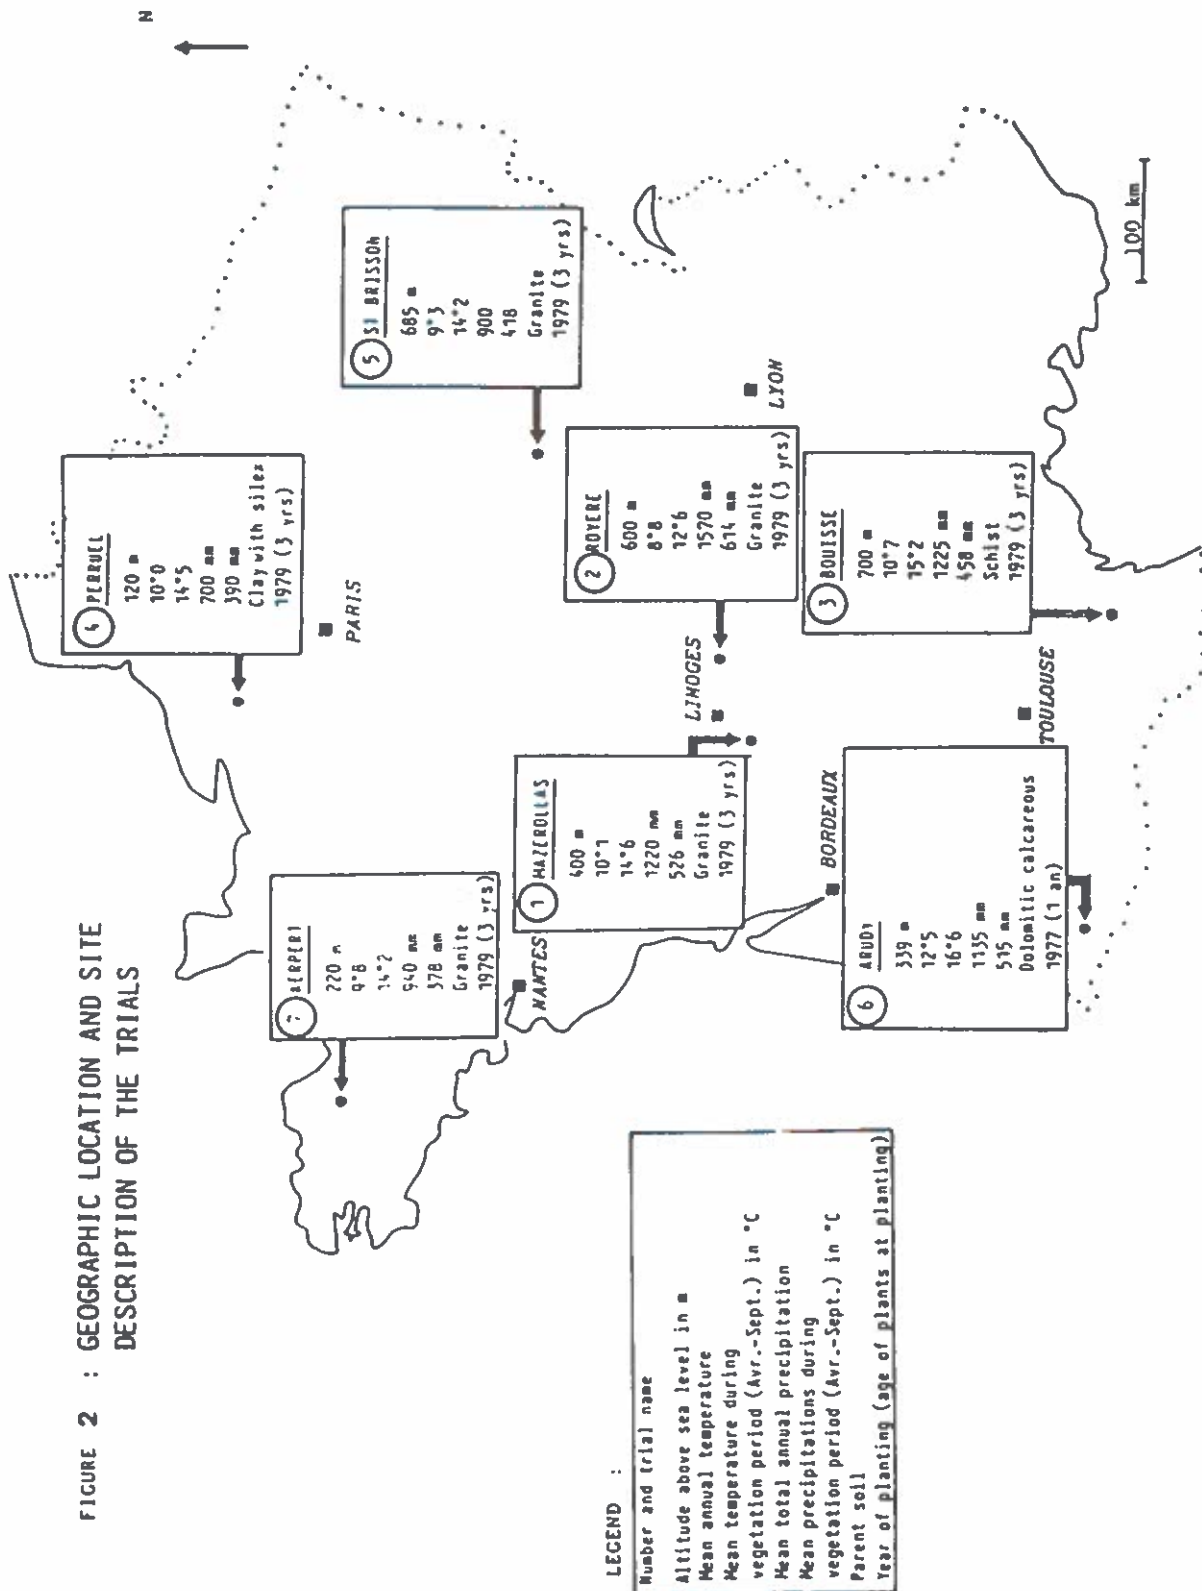 FIGURE 2 : GEOGRAPHIC LOCATION AND SITE
DESCRIPTION OF THE TRIALS
N
4 PERRUEL
120 m
10°0
14°5
700 mm
390 mm
Clay with silex
1979 (3 yrs)
PARIS
5 ST BRISSON
685 m
9°3
14°2
900
418
Granite
1979 (3 yrs)
7
220 m
9°8
14°2
940 mm
378 mm
Granite
1979 (3 yrs)
NANTES
1 MAZEROLLAS
400 m
10°1
14°6
1220 mm
526 mm
Granite
1979 (3 yrs)
LIMOGES
2 ROYERE
600 m
8°8
12°6
1570 mm
614 mm
Granite
1979 (3 yrs)
LYON
3 BOUISSE
700 m
10°7
15°2
1225 mm
458 mm
Schist
1979 (3 yrs)
BORDEAUX
6 ARUDY
339 m
12°5
16°6
1135 mm
515 mm
Dolomitic calcareous
1977 (1 an)
TOULOUSE
100 km
LEGEND :
Number and trial name
Altitude above sea level in m
Mean annual temperature
Mean temperature during
vegetation period (Avr.-Sept.) in °C
Mean total annual precipitation
Mean precipitations during
vegetation period (Avr.-Sept.) in °C
Parent soil
Year of planting (age of plants at planting)